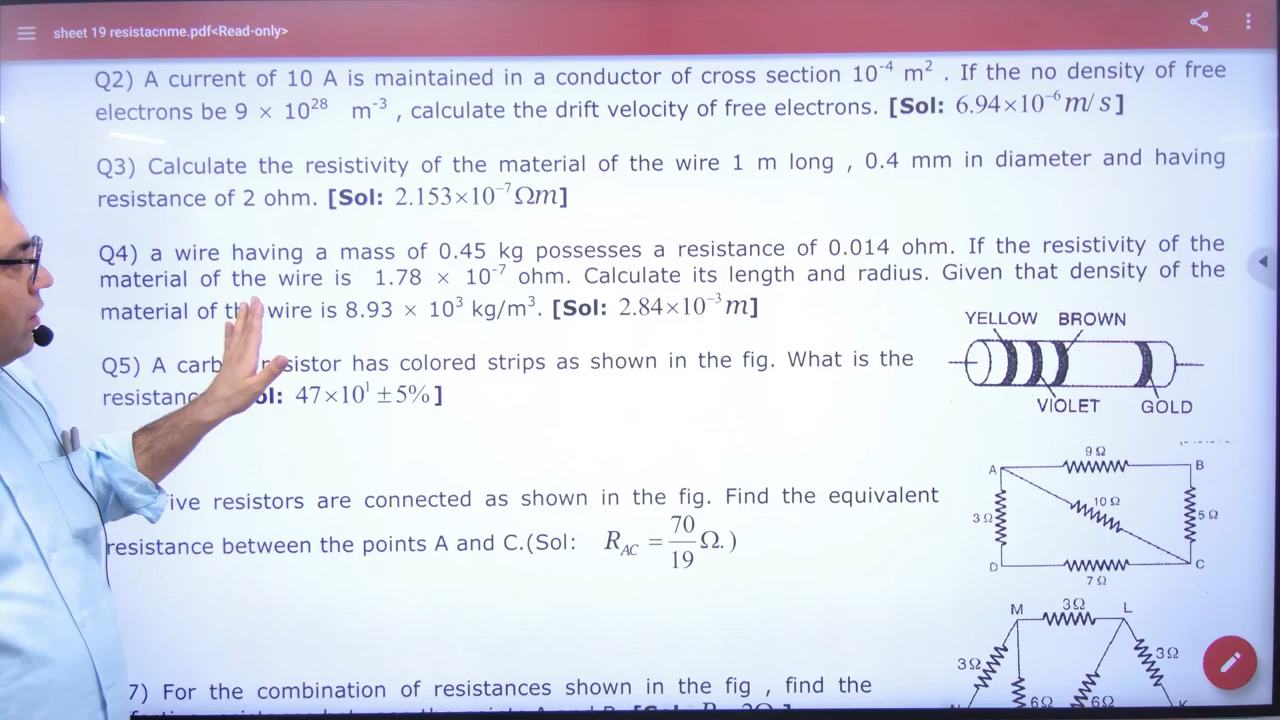 sheet 19 resistacnme.pdf<Read-only>
Q2) A current of 10 A is maintained in a conductor of cross section 10⁻⁴ m² . If the no density of free
electrons be 9 × 10²⁸ m⁻³ , calculate the drift velocity of free electrons. [Sol: 6.94×10⁻⁶ m/s]
Q3) Calculate the resistivity of the material of the wire 1 m long , 0.4 mm in diameter and having
resistance of 2 ohm. [Sol: 2.153×10⁻⁷ Ωm]
Q4) a wire having a mass of 0.45 kg possesses a resistance of 0.014 ohm. If the resistivity of the
material of the wire is 1.78 × 10⁻⁷ ohm. Calculate its length and radius. Given that density of the
material of the wire is 8.93 × 10³ kg/m³. [Sol: 2.84×10⁻³ m]
YELLOW BROWN
Q5) A carb sistor has colored strips as shown in the fig. What is the
resistanc ol: 47×10¹ ±5% ]
VIOLET GOLD
9 Ω
A B
10 Ω
3 Ω 5 Ω
D C
7 Ω
ive resistors are connected as shown in the fig. Find the equivalent
resistance between the points A and C.(Sol: R_AC = 70/19 Ω. )
M 3Ω L
3Ω 3Ω
6Ω 6Ω
7) For the combination of resistances shown in the fig , find the